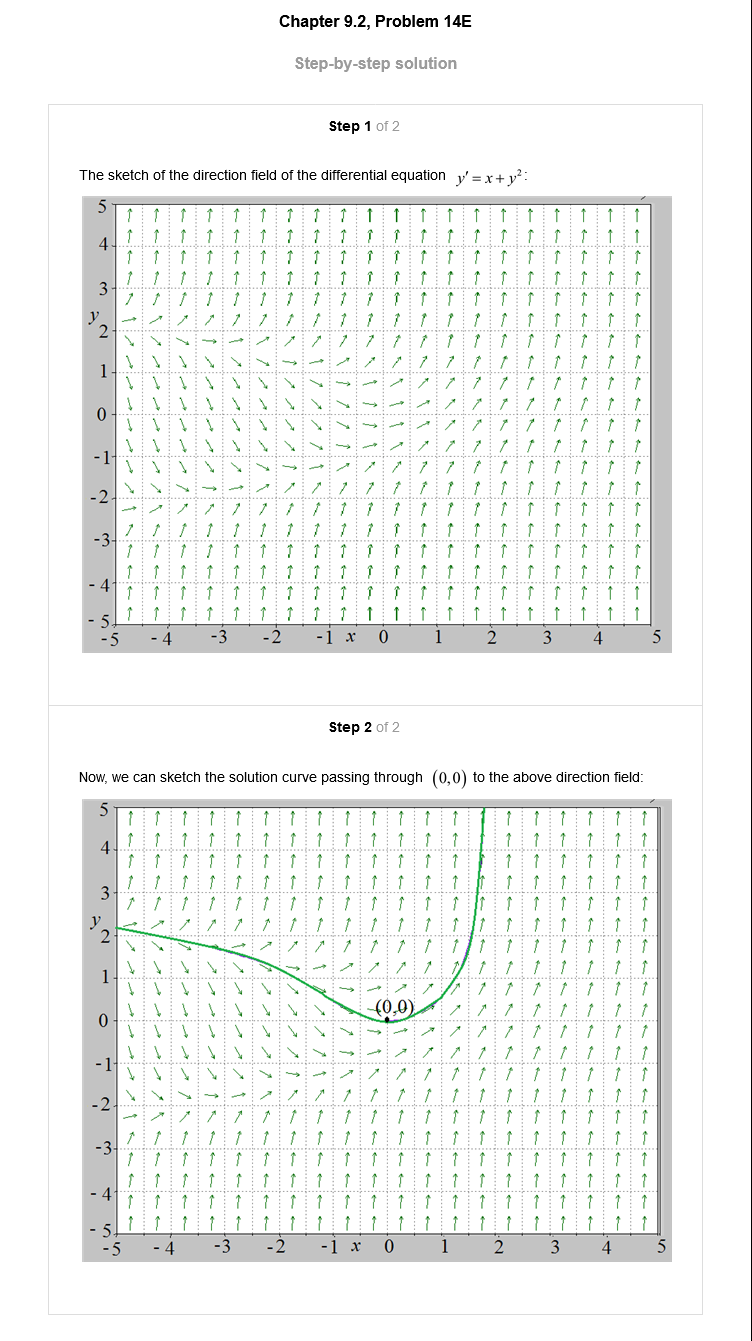 Chapter 9.2, Problem 14E
Step-by-step solution
Step 1 of 2
The sketch of the direction field of the differential equation y′ = x + y²:
5
4
3
y
2
1
0
-1
-2
-3
- 4
- 5
-5 - 4 -3 -2 -1 x 0 1 2 3 4 5
Step 2 of 2
Now, we can sketch the solution curve passing through (0,0) to the above direction field:
5
4
3
y
2
1
(0,0)
0
-1
-2
-3
- 4
- 5
-5 - 4 -3 -2 -1 x 0 1 2 3 4 5